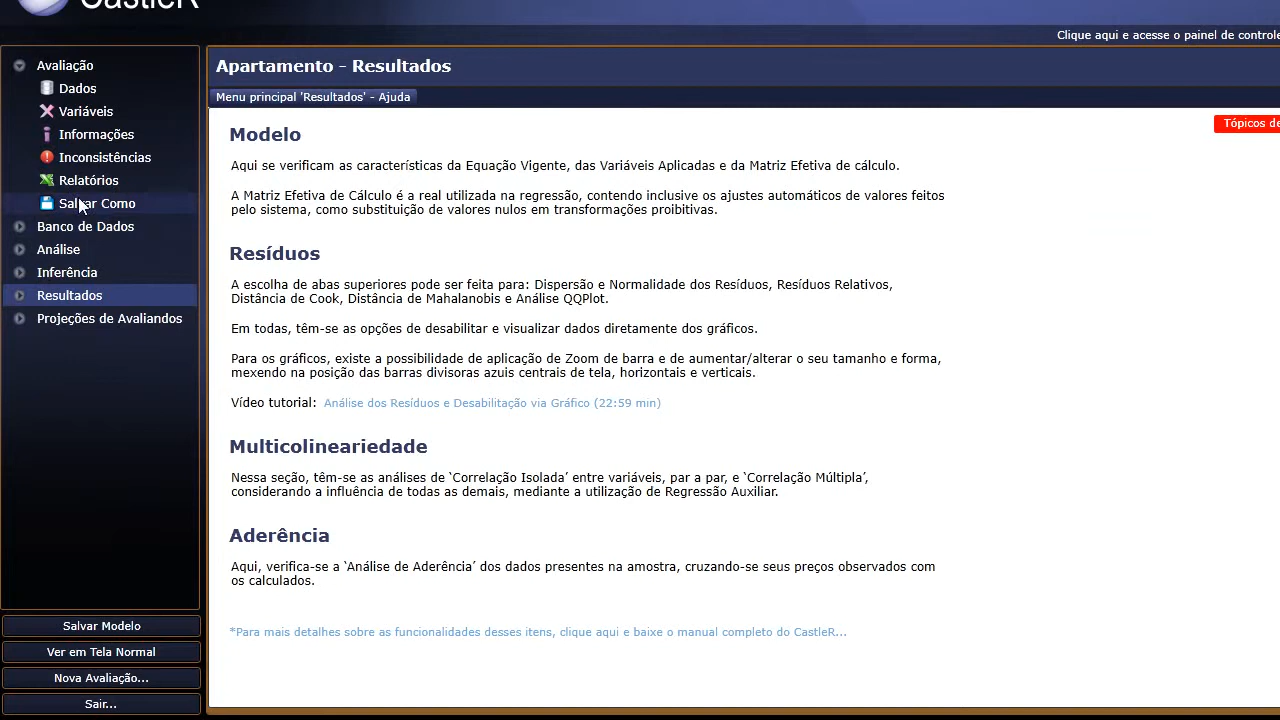 CastleR
Clique aqui e acesse o painel de controle
Avaliação
Dados
Variáveis
Informações
Inconsistências
Relatórios
Salvar Como
Banco de Dados
Análise
Inferência
Resultados
Projeções de Avaliandos
Salvar Modelo
Ver em Tela Normal
Nova Avaliação...
Sair...
Apartamento - Resultados
Menu principal 'Resultados' - Ajuda
Tópicos de
Modelo
Aqui se verificam as características da Equação Vigente, das Variáveis Aplicadas e da Matriz Efetiva de cálculo.
A Matriz Efetiva de Cálculo é a real utilizada na regressão, contendo inclusive os ajustes automáticos de valores feitos
pelo sistema, como substituição de valores nulos em transformações proibitivas.
Resíduos
A escolha de abas superiores pode ser feita para: Dispersão e Normalidade dos Resíduos, Resíduos Relativos,
Distância de Cook, Distância de Mahalanobis e Análise QQPlot.
Em todas, têm-se as opções de desabilitar e visualizar dados diretamente dos gráficos.
Para os gráficos, existe a possibilidade de aplicação de Zoom de barra e de aumentar/alterar o seu tamanho e forma,
mexendo na posição das barras divisoras azuis centrais de tela, horizontais e verticais.
Vídeo tutorial: Análise dos Resíduos e Desabilitação via Gráfico (22:59 min)
Multicolineariedade
Nessa seção, têm-se as análises de ‘Correlação Isolada’ entre variáveis, par a par, e ‘Correlação Múltipla’,
considerando a influência de todas as demais, mediante a utilização de Regressão Auxiliar.
Aderência
Aqui, verifica-se a ‘Análise de Aderência’ dos dados presentes na amostra, cruzando-se seus preços observados com
os calculados.
*Para mais detalhes sobre as funcionalidades desses itens, clique aqui e baixe o manual completo do CastleR...